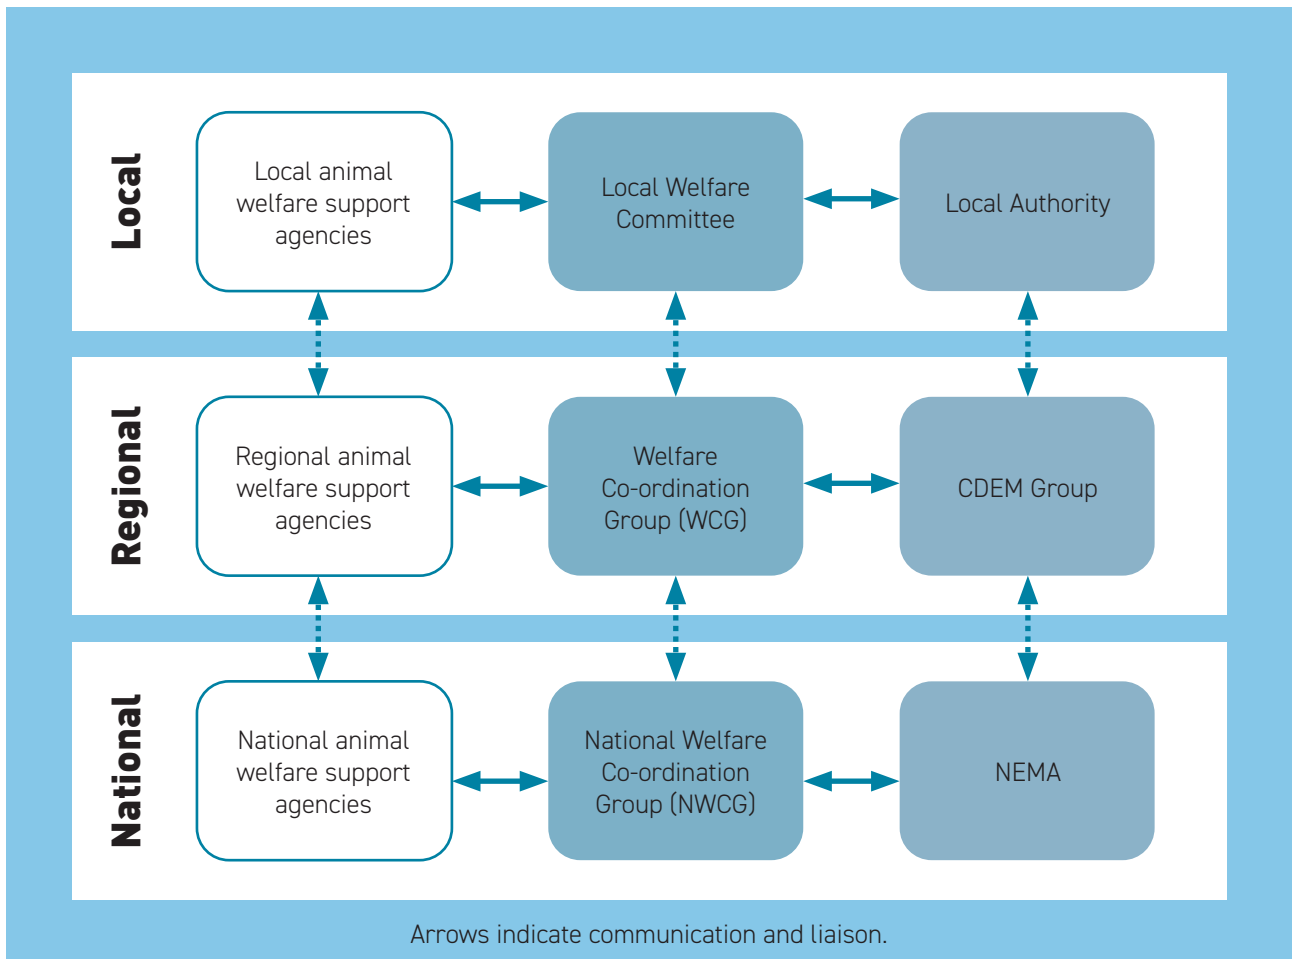 Local
Local animal
welfare support
agencies
Local Welfare
Committee
Local Authority
Regional
Regional animal
welfare support
agencies
Welfare
Co-ordination
Group (WCG)
CDEM Group
National
National animal
welfare support
agencies
National Welfare
Co-ordination
Group (NWCG)
NEMA
Arrows indicate communication and liaison.